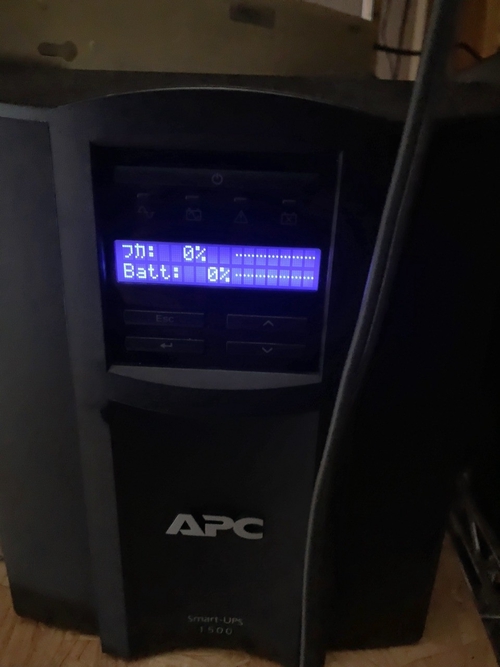 フカ: 0%
Batt: 0%
Esc
APC
Smart-UPS
1500